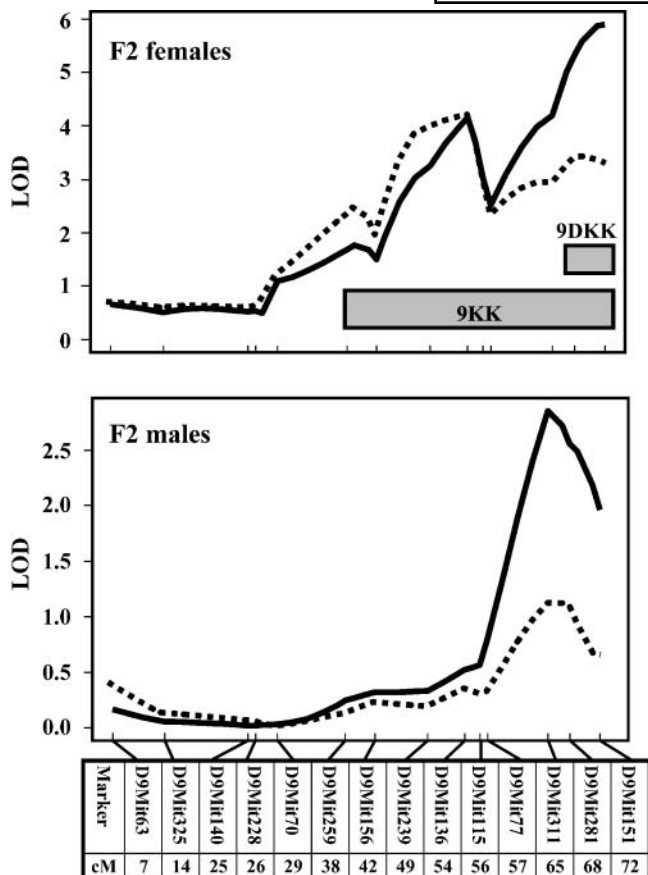 F2 females
LOD
6
5
4
3
2
1
0
9DKK
9KK
F2 males
LOD
2.5
2.0
1.5
1.0
0.5
0.0
Marker D9Mit63 D9Mit325 D9Mit140 D9Mit228 D9Mit70 D9Mit259 D9Mit156 D9Mit239 D9Mit136 D9Mit115 D9Mit77 D9Mit311 D9Mit281 D9Mit151
cM 7 14 25 26 29 38 42 49 54 56 57 65 68 72